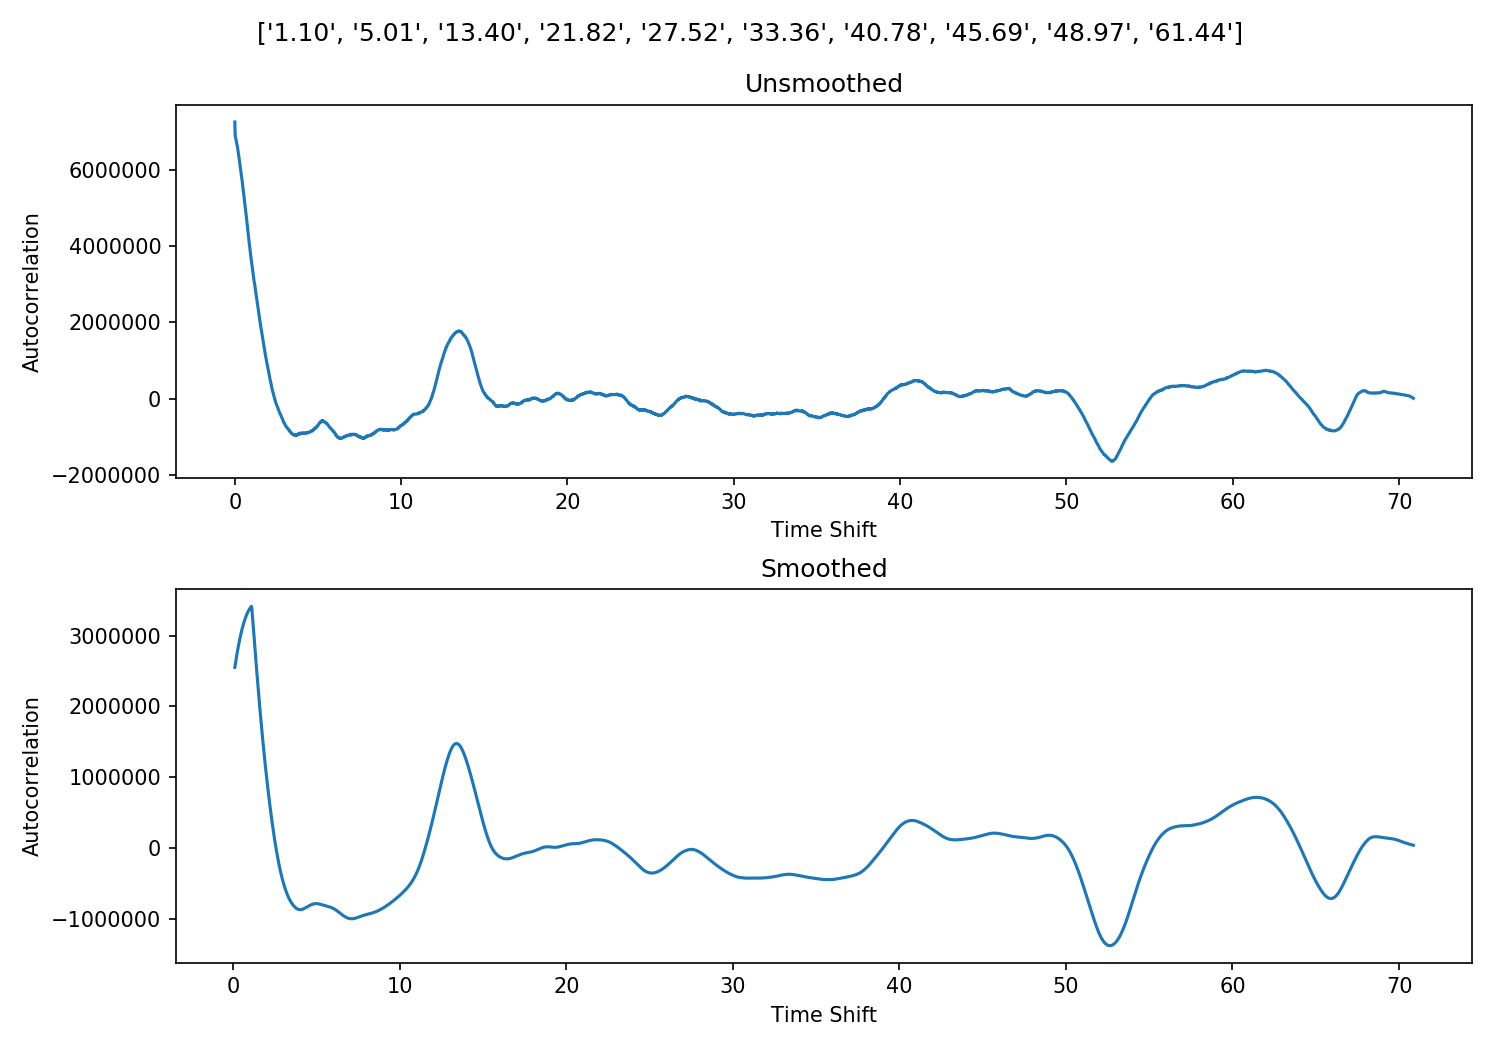 ['1.10', '5.01', '13.40', '21.82', '27.52', '33.36', '40.78', '45.69', '48.97', '61.44']
Unsmoothed
Autocorrelation
6000000
4000000
2000000
0
−2000000
0 10 20 30 40 50 60 70
Time Shift
Smoothed
Autocorrelation
3000000
2000000
1000000
0
−1000000
0 10 20 30 40 50 60 70
Time Shift